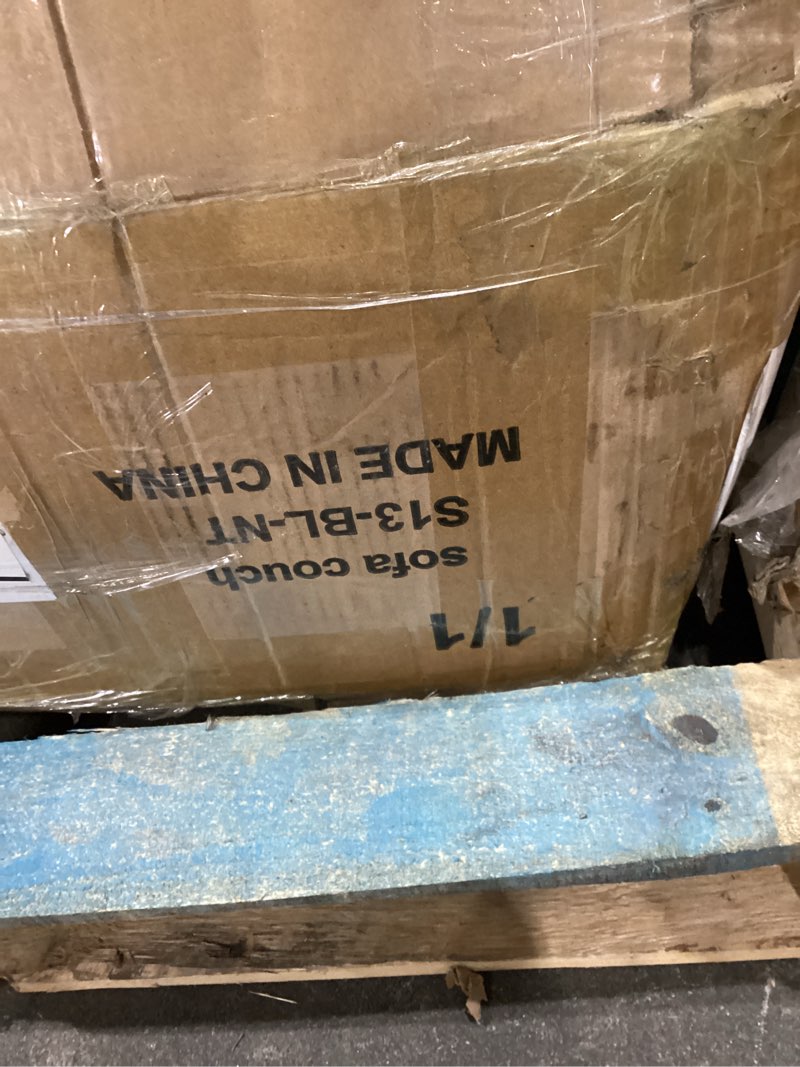 1/1
sofa couch
S13-BL-NT
MADE IN CHINA